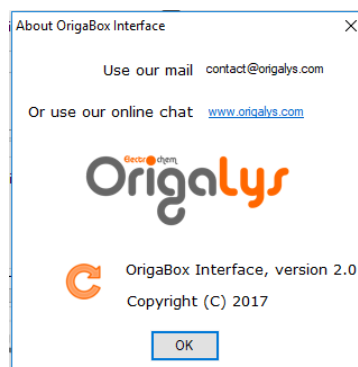 About OrigaBox Interface
Use our mail contact@origalys.com
Or use our online chat www.origalys.com
Electrochem
Origalys
OrigaBox Interface, version 2.0
Copyright (C) 2017
OK